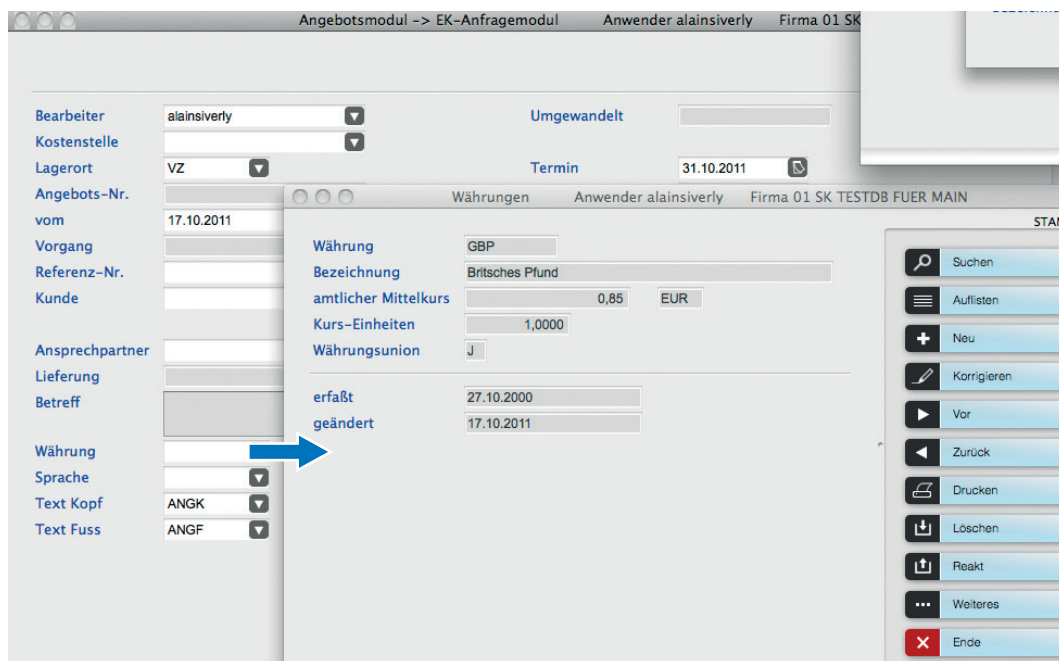 Angebotsmodul -> EK-Anfragemodul Anwender alainsiverly Firma 01 SK
Bearbeiter alainsiverly Umgewandelt
Kostenstelle
Lagerort VZ Termin 31.10.2011
Angebots-Nr.
vom 17.10.2011
Vorgang
Referenz-Nr.
Kunde
Ansprechpartner
Lieferung
Betreff
Währung
Sprache
Text Kopf ANGK
Text Fuss ANGF
Währungen Anwender alainsiverly Firma 01 SK TESTDB FUER MAIN
Währung GBP
Bezeichnung Britsches Pfund
amtlicher Mittelkurs 0,85 EUR
Kurs-Einheiten 1,0000
Währungsunion J
erfaßt 27.10.2000
geändert 17.10.2011
STAN
Suchen
Auflisten
Neu
Korrigieren
Vor
Zurück
Drucken
Löschen
Reakt
Weiteres
Ende